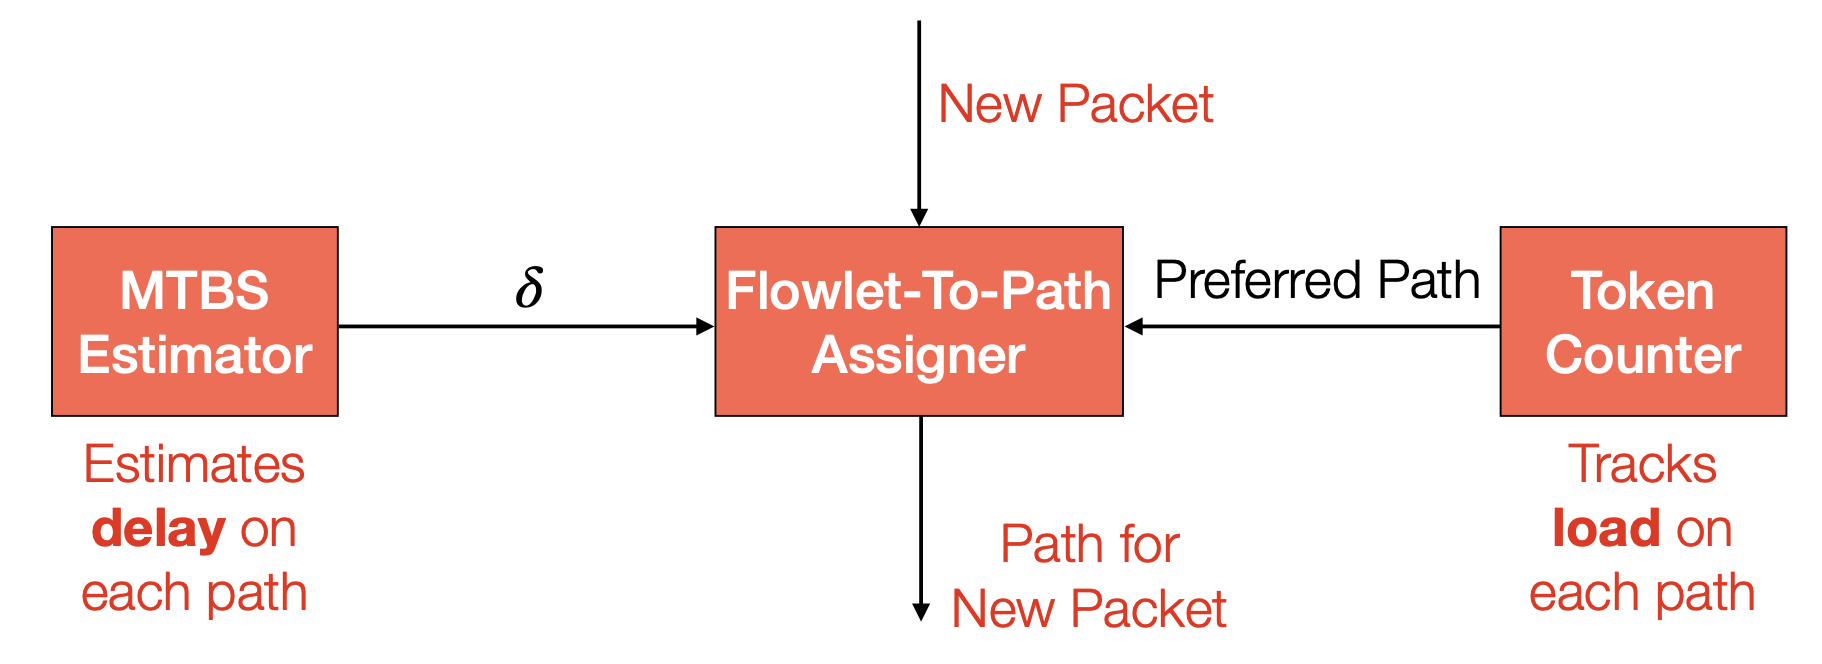 New Packet
MTBS
Estimator
δ
Flowlet-To-Path
Assigner
Preferred Path
Token
Counter
Estimates
delay on
each path
Path for
New Packet
Tracks
load on
each path